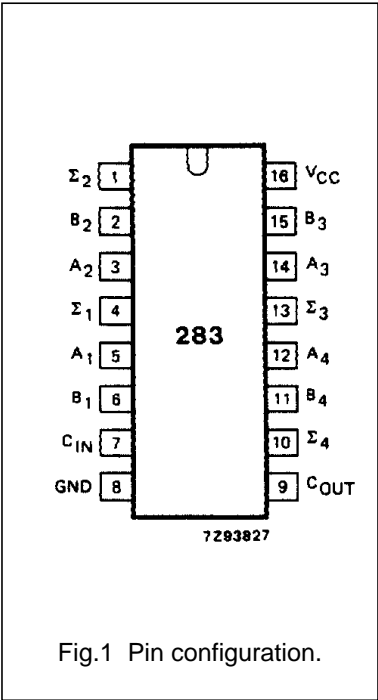 Σ2 1 16 VCC
B2 2 15 B3
A2 3 14 A3
Σ1 4 13 Σ3
283
A1 5 12 A4
B1 6 11 B4
CIN 7 10 Σ4
GND 8 9 COUT
7Z93827
Fig.1 Pin configuration.